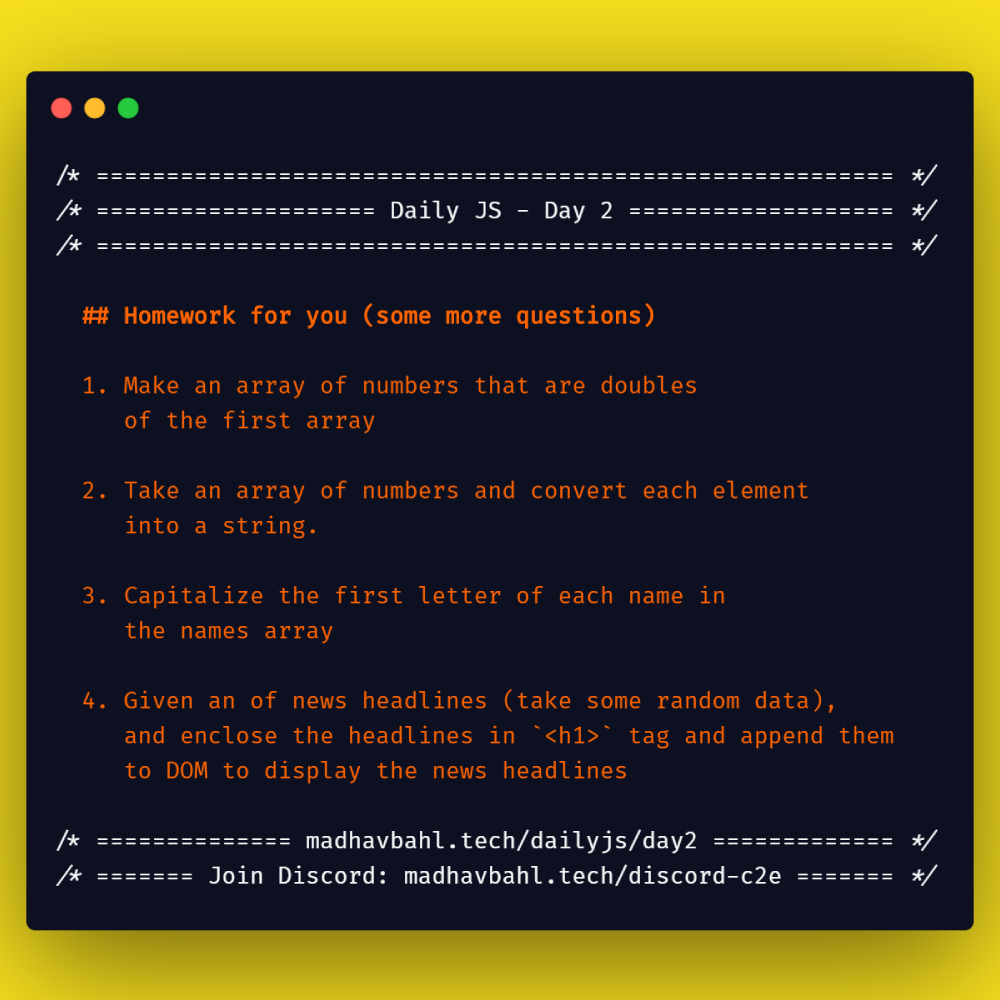 /* ========================================================= */
/* ==================== Daily JS - Day 2 =================== */
/* ========================================================= */
## Homework for you (some more questions)
1. Make an array of numbers that are doubles
of the first array
2. Take an array of numbers and convert each element
into a string.
3. Capitalize the first letter of each name in
the names array
4. Given an of news headlines (take some random data),
and enclose the headlines in `<h1>` tag and append them
to DOM to display the news headlines
/* ============== madhavbahl.tech/dailyjs/day2 ============= */
/* ======= Join Discord: madhavbahl.tech/discord-c2e ======= */